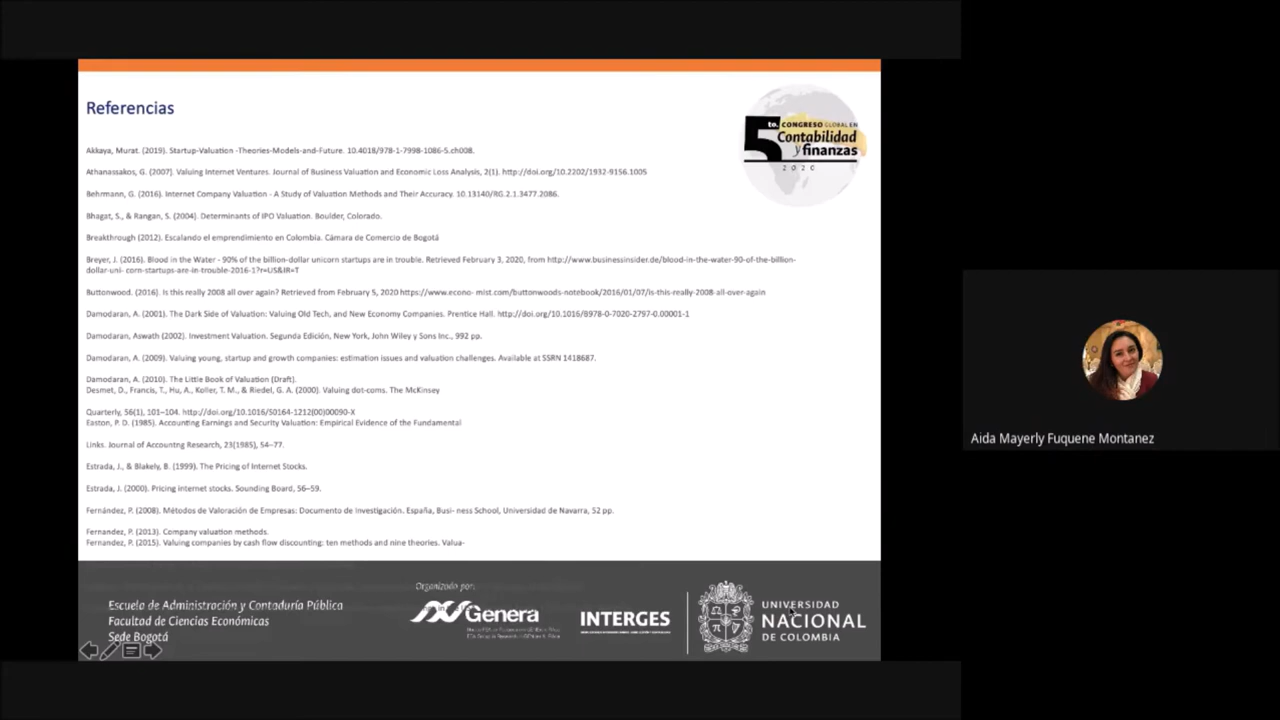 Referencias
to. CONGRESO GLOBAL EN
5 Contabilidad
y finanzas
2020
Akkaya, Murat. (2019). Startup-Valuation -Theories-Models-and-Future. 10.4018/978-1-7998-1086-5.ch008.
Athanassakos, G. (2007). Valuing Internet Ventures. Journal of Business Valuation and Economic Loss Analysis, 2(1). http://doi.org/10.2202/1932-9156.1005
Behrmann, G. (2016). Internet Company Valuation - A Study of Valuation Methods and Their Accuracy. 10.13140/RG.2.1.3477.2086.
Bhagat, S., & Rangan, S. (2004). Determinants of IPO Valuation. Boulder, Colorado.
Breakthrough (2012). Escalando el emprendimiento en Colombia. Cámara de Comercio de Bogotá
Breyer, J. (2016). Blood in the Water - 90% of the billion-dollar unicorn startups are in trouble. Retrieved February 3, 2020, from http://www.businessinsider.de/blood-in-the-water-90-of-the-billion-
dollar-uni- corn-startups-are-in-trouble-2016-1?r=US&IR=T
Buttonwood. (2016). Is this really 2008 all over again? Retrieved from February 5, 2020 https://www.econo- mist.com/buttonwoods-notebook/2016/01/07/is-this-really-2008-all-over-again
Damodaran, A. (2001). The Dark Side of Valuation: Valuing Old Tech, and New Economy Companies. Prentice Hall. http://doi.org/10.1016/B978-0-7020-2797-0.00001-1
Damodaran, Aswath (2002). Investment Valuation. Segunda Edición, New York, John Wiley y Sons Inc., 992 pp.
Damodaran, A. (2009). Valuing young, startup and growth companies: estimation issues and valuation challenges. Available at SSRN 1418687.
Damodaran, A. (2010). The Little Book of Valuation (Draft).
Desmet, D., Francis, T., Hu, A., Koller, T. M., & Riedel, G. A. (2000). Valuing dot-coms. The McKinsey
Quarterly, 56(1), 101–104. http://doi.org/10.1016/S0164-1212(00)00090-X
Easton, P. D. (1985). Accounting Earnings and Security Valuation: Empirical Evidence of the Fundamental
Links. Journal of Accountng Research, 23(1985), 54–77.
Estrada, J., & Blakely, B. (1999). The Pricing of Internet Stocks.
Estrada, J. (2000). Pricing internet stocks. Sounding Board, 56–59.
Fernández, P. (2008). Métodos de Valoración de Empresas: Documento de Investigación. España, Busi- ness School, Universidad de Navarra, 52 pp.
Fernandez, P. (2013). Company valuation methods.
Fernandez, P. (2015). Valuing companies by cash flow discounting: ten methods and nine theories. Valua-
Escuela de Administración y Contaduría Pública
Facultad de Ciencias Económicas
Sede Bogotá
Organizado por:
Genera
INTERGES
UNIVERSIDAD
NACIONAL
DE COLOMBIA
Aida Mayerly Fuquene Montanez